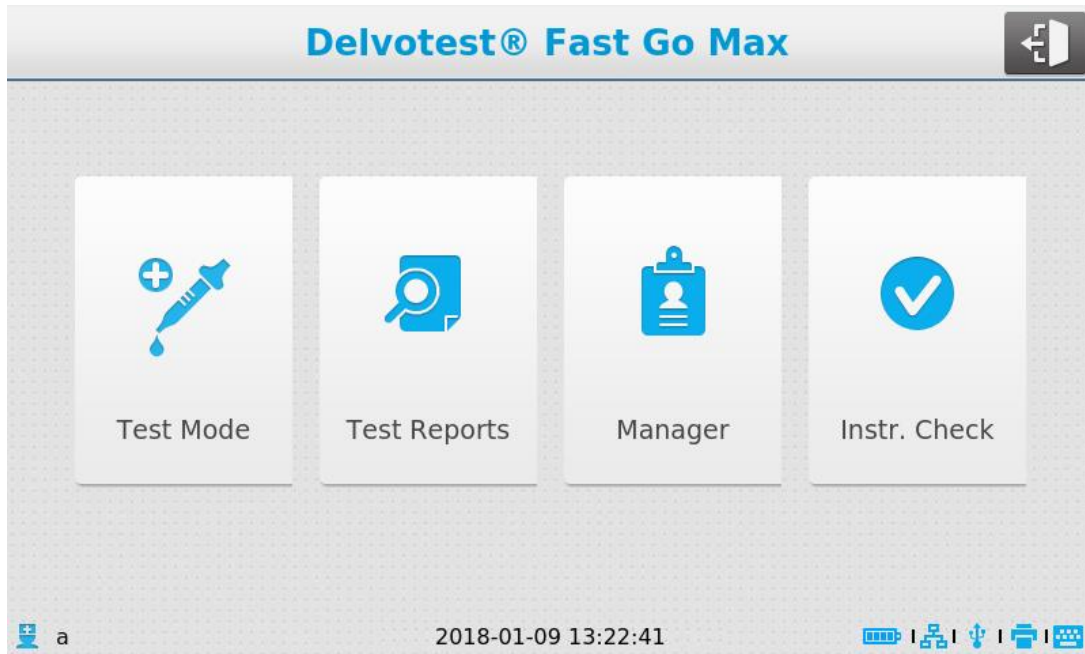 Delvotest® Fast Go Max
Test Mode
Test Reports
Manager
Instr. Check
a
2018-01-09 13:22:41